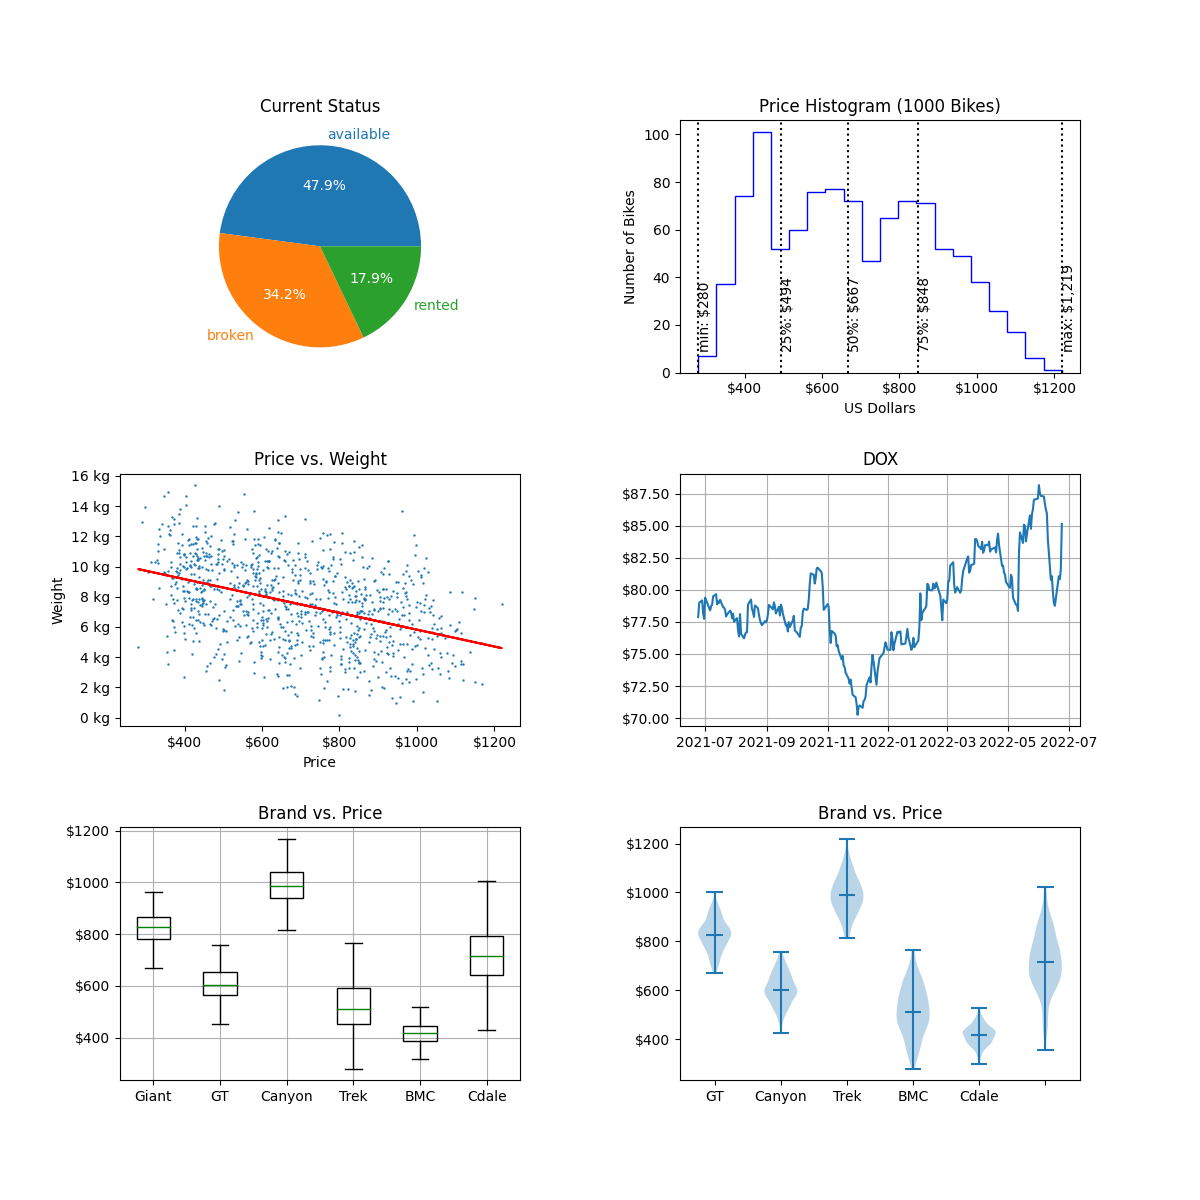 Current Status
available
47.9%
34.2%
17.9%
rented
broken
Price Histogram (1000 Bikes)
Number of Bikes
100
80
60
40
20
0
min: $280
25%: $494
50%: $667
75%: $848
max: $1,219
$400 $600 $800 $1000 $1200
US Dollars
Price vs. Weight
Weight
16 kg
14 kg
12 kg
10 kg
8 kg
6 kg
4 kg
2 kg
0 kg
$400 $600 $800 $1000 $1200
Price
DOX
$87.50
$85.00
$82.50
$80.00
$77.50
$75.00
$72.50
$70.00
2021-07 2021-09 2021-11 2022-01 2022-03 2022-05 2022-07
Brand vs. Price
$1200
$1000
$800
$600
$400
Giant GT Canyon Trek BMC Cdale
Brand vs. Price
$1200
$1000
$800
$600
$400
GT Canyon Trek BMC Cdale